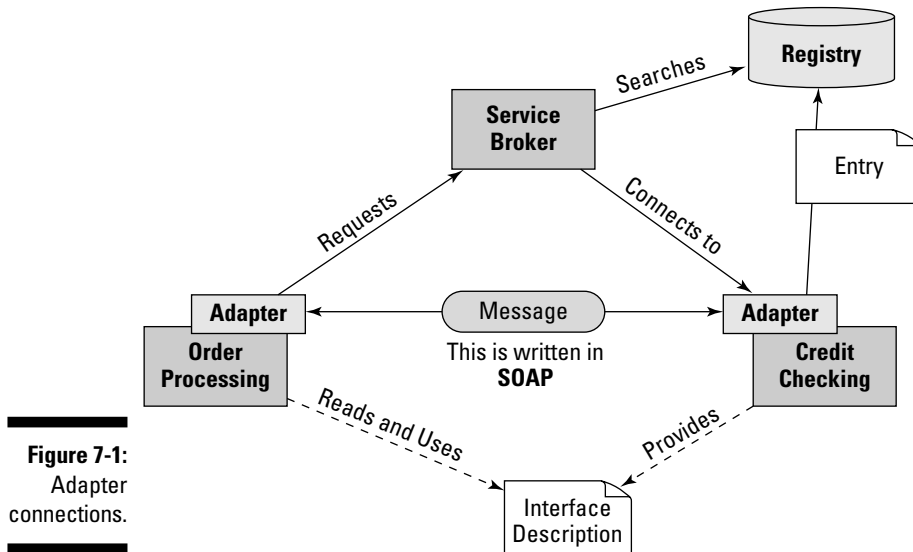 Registry
Searches
Service
Broker
Entry
Requests
Connects to
Adapter
Message
Adapter
Order
Processing
This is written in
SOAP
Credit
Checking
Reads and Uses
Provides
Figure 7-1:
Adapter
connections.
Interface
Description